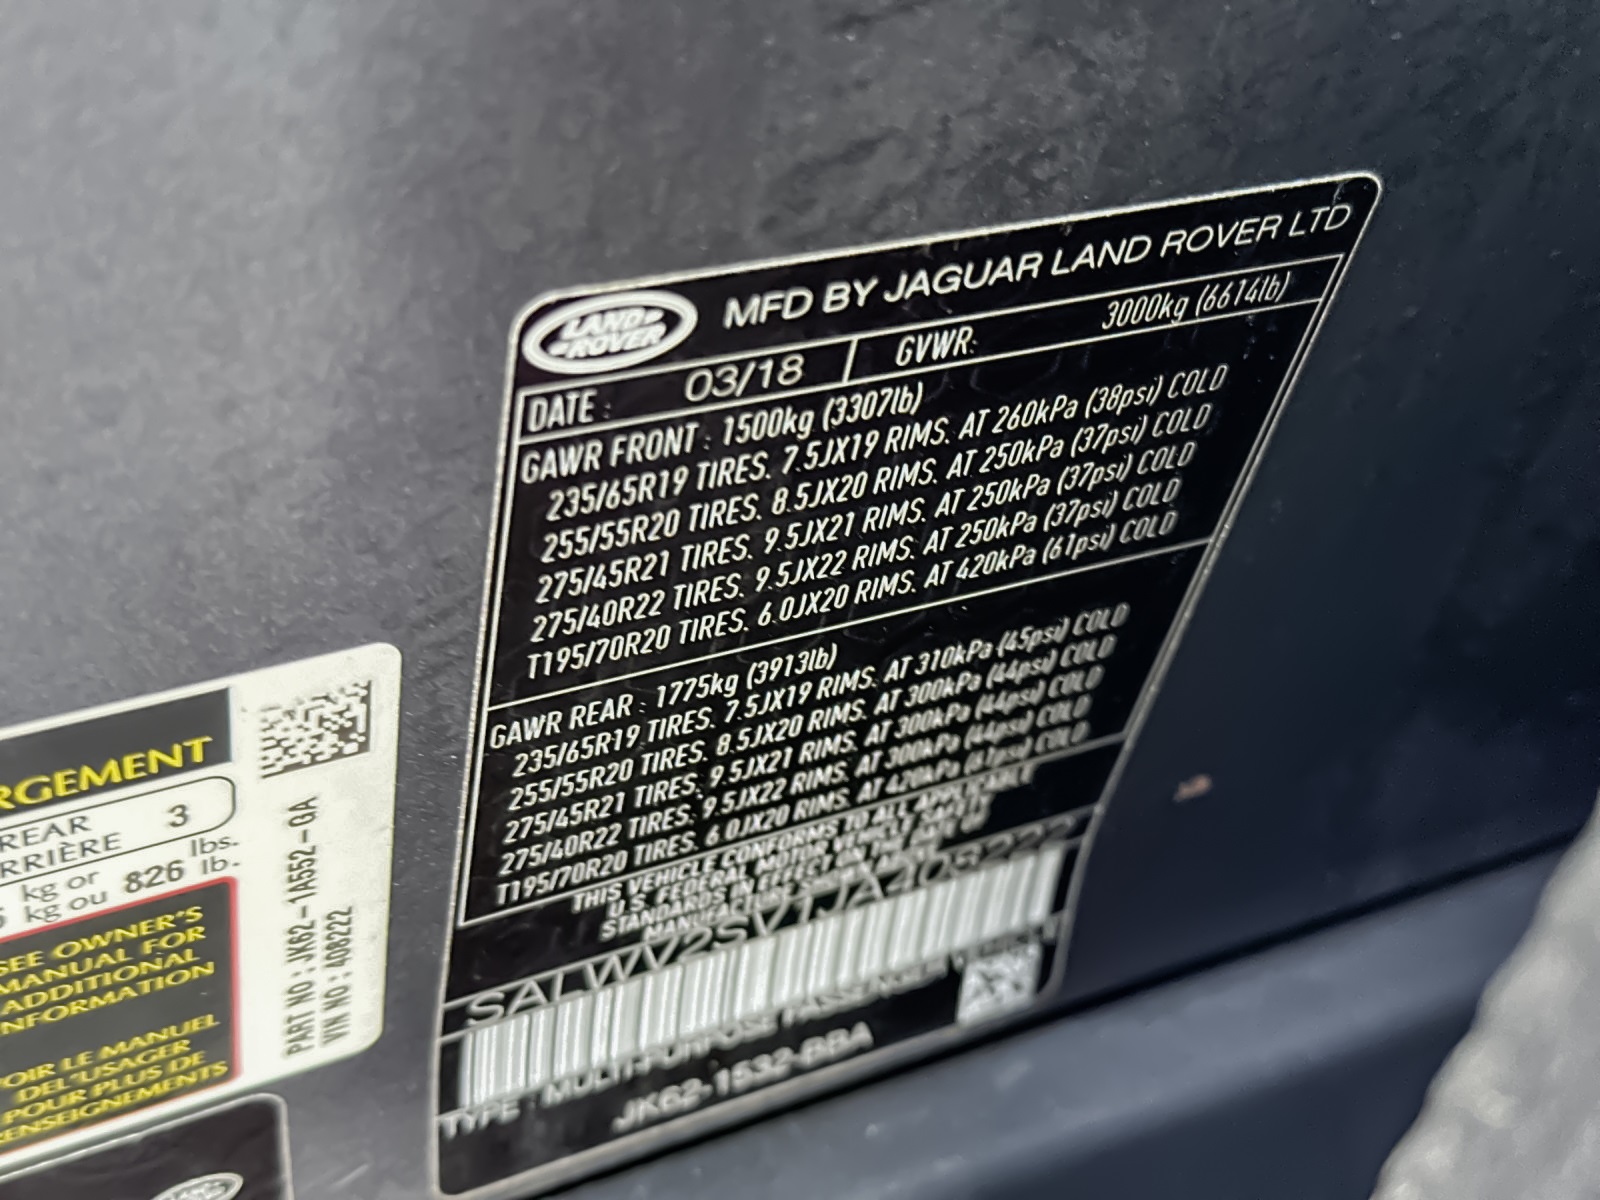 LAND
ROVER
MFD BY JAGUAR LAND ROVER LTD
DATE : 03/18 GVWR: 3000kg (6614lb)
GAWR FRONT : 1500kg (3307lb)
235/65R19 TIRES. 7.5JX19 RIMS. AT 260kPa (38psi) COLD
255/55R20 TIRES. 8.5JX20 RIMS. AT 250kPa (37psi) COLD
275/45R21 TIRES. 9.5JX21 RIMS. AT 250kPa (37psi) COLD
275/40R22 TIRES. 9.5JX22 RIMS. AT 250kPa (37psi) COLD
T195/70R20 TIRES. 6.0JX20 RIMS. AT 420kPa (61psi) COLD
GAWR REAR : 1775kg (3913lb)
235/65R19 TIRES. 7.5JX19 RIMS. AT 310kPa (45psi) COLD
255/55R20 TIRES. 8.5JX20 RIMS. AT 300kPa (44psi) COLD
275/45R21 TIRES. 9.5JX21 RIMS. AT 300kPa (44psi) COLD
275/40R22 TIRES. 9.5JX22 RIMS. AT 300kPa (44psi) COLD
T195/70R20 TIRES. 6.0JX20 RIMS. AT 420kPa (61psi) COLD
THIS VEHICLE CONFORMS TO ALL APPLICABLE
U.S. FEDERAL MOTOR VEHICLE SAFETY
STANDARDS IN EFFECT ON THE DATE OF
MANUFACTURE SHOWN ABOVE
SALWV2SV1JA408222
TYPE : MULTI-PURPOSE PASSENGER VEHICLE
JK62-1532-BBA
RGEMENT
REAR 3
RRIÈRE
kg or 826 lbs.
kg ou lb.
SEE OWNER'S
MANUAL FOR
ADDITIONAL
INFORMATION
OIR LE MANUEL
DEL'USAGER
POUR PLUS DE
RENSEIGNEMENTS
PART NO : JK62-1A552-GA
VIN NO : 408222